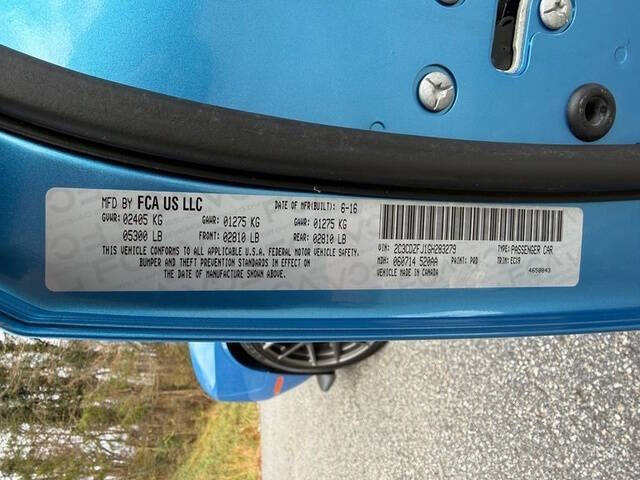 MFD BY FCA US LLC
DATE OF MFR(BUILT): 6-16
GVWR: 02405 KG GAWR: 01275 KG GAWR: 01275 KG
05300 LB FRONT: 02810 LB REAR: 02810 LB
THIS VEHICLE CONFORMS TO ALL APPLICABLE U.S.FEDERAL MOTOR VEHICLE SAFETY,
BUMPER AND THEFT PREVENTION STANDARDS IN EFFECT ON
THE DATE OF MANUFACTURE SHOWN ABOVE.
VIN: 2C3CDZFJ1GH283279 TYPE: PASSENGER CAR
MDH: 060714 520AA PAINT: PQD TRIM: ECX9
VEHICLE MADE IN CANADA 4658043